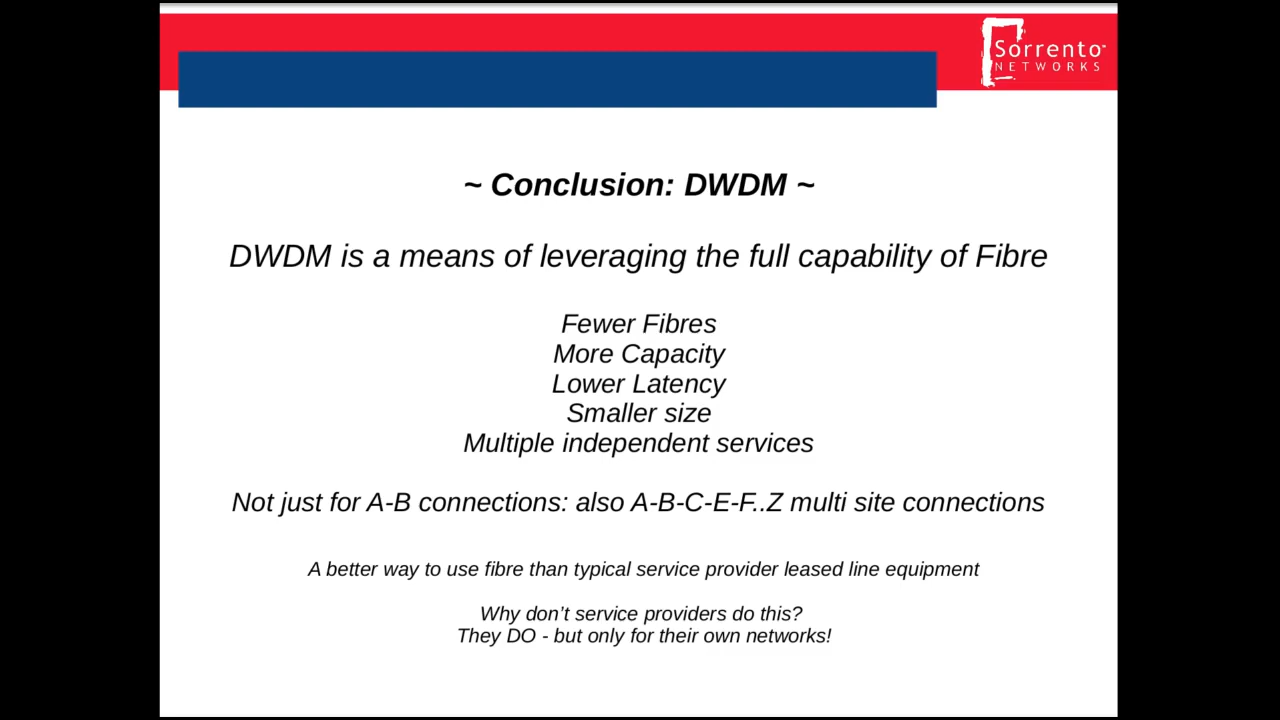 Sorrento™
NETWORKS
~ Conclusion: DWDM ~
DWDM is a means of leveraging the full capability of Fibre
Fewer Fibres
More Capacity
Lower Latency
Smaller size
Multiple independent services
Not just for A-B connections: also A-B-C-E-F..Z multi site connections
A better way to use fibre than typical service provider leased line equipment
Why don’t service providers do this?
They DO - but only for their own networks!